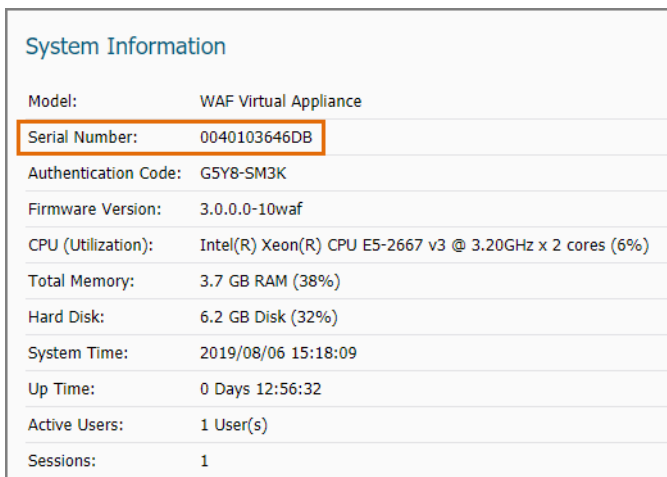 System Information
Model: WAF Virtual Appliance
Serial Number: 0040103646DB
Authentication Code: G5Y8-SM3K
Firmware Version: 3.0.0.0-10waf
CPU (Utilization): Intel(R) Xeon(R) CPU E5-2667 v3 @ 3.20GHz x 2 cores (6%)
Total Memory: 3.7 GB RAM (38%)
Hard Disk: 6.2 GB Disk (32%)
System Time: 2019/08/06 15:18:09
Up Time: 0 Days 12:56:32
Active Users: 1 User(s)
Sessions: 1